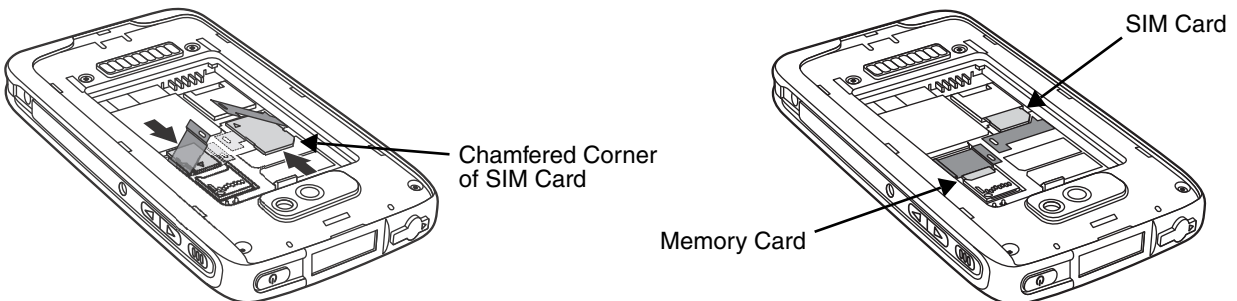 SIM Card
Chamfered Corner
of SIM Card
Memory Card